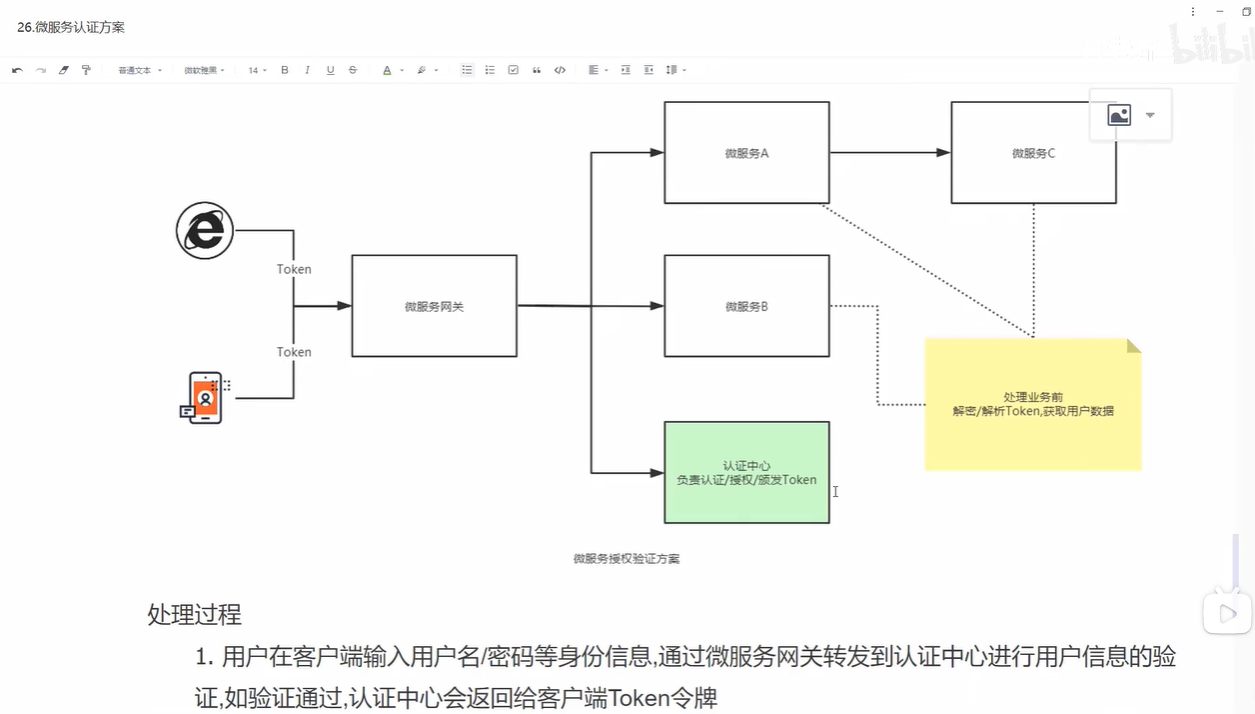 26.微服务认证方案
bilibili
普通文本
微软雅黑
14
B
I
U
S
A
微服务A
微服务C
Token
微服务网关
微服务B
Token
处理业务前
解密/解析Token,获取用户数据
认证中心
负责认证/授权/颁发Token
微服务授权验证方案
处理过程
1. 用户在客户端输入用户名/密码等身份信息,通过微服务网关转发到认证中心进行用户信息的验
证,如验证通过,认证中心会返回给客户端Token令牌